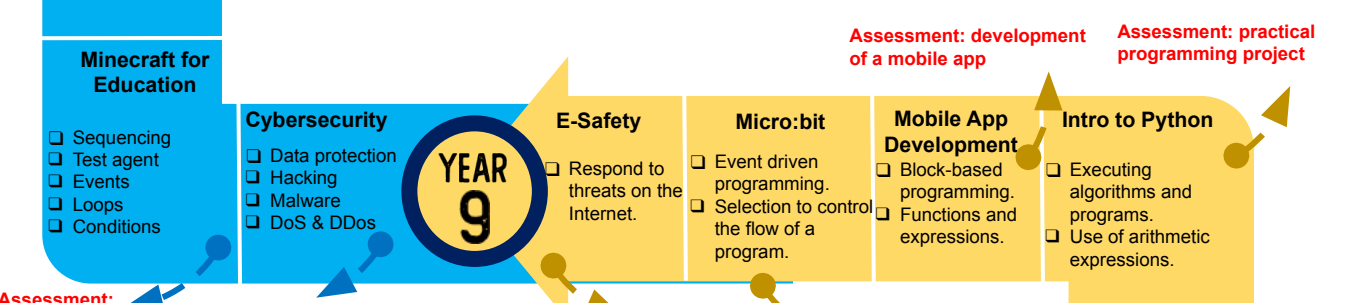 Assessment: development
of a mobile app
Assessment: practical
programming project
Minecraft for
Education
❑ Sequencing
❑ Test agent
❑ Events
❑ Loops
❑ Conditions
Cybersecurity
❑ Data protection
❑ Hacking
❑ Malware
❑ DoS & DDos
YEAR
9
E-Safety
❑ Respond to
threats on the
Internet.
Micro:bit
❑ Event driven
programming.
❑ Selection to control
the flow of a
program.
Mobile App
Development
❑ Block-based
programming.
❑ Functions and
expressions.
Intro to Python
❑ Executing
algorithms and
programs.
❑ Use of arithmetic
expressions.
Assessment: